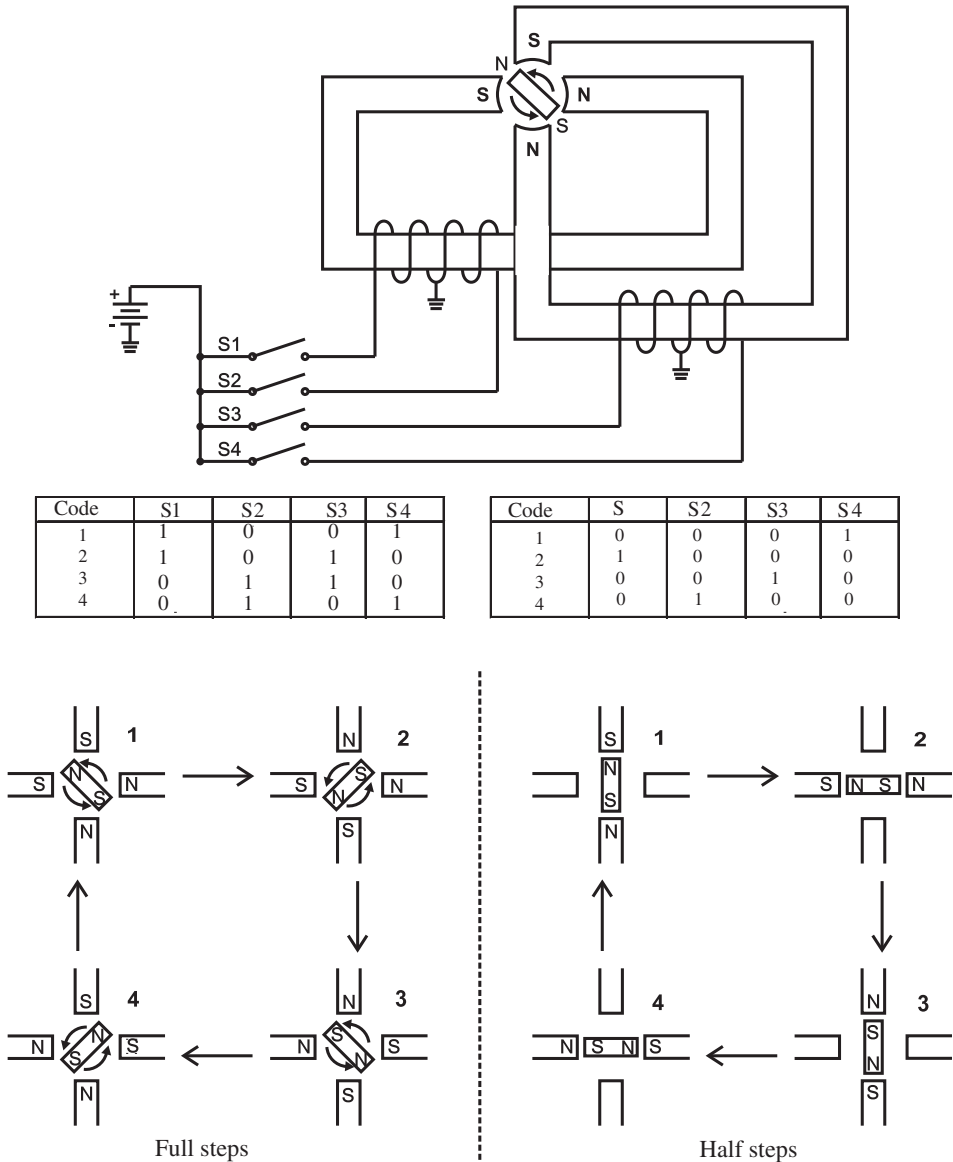 S
N
S N
S
N
+
-
S1
S2
S3
S4
Code S1 S2 S3 S4
1 1 0 0 1
2 1 0 1 0
3 0 1 1 0
4 0 1 0 1
Code S S2 S3 S4
1 0 0 0 1
2 1 0 0 0
3 0 0 1 0
4 0 1 0 0
S 1
S N S N
N
N 2
S N S N
S
S 1
N
S
N
2
S N S N
S 4
N S N S
N
N 3
N S N S
S
4
N S N S
N 3
S
N
S
Full steps
Half steps